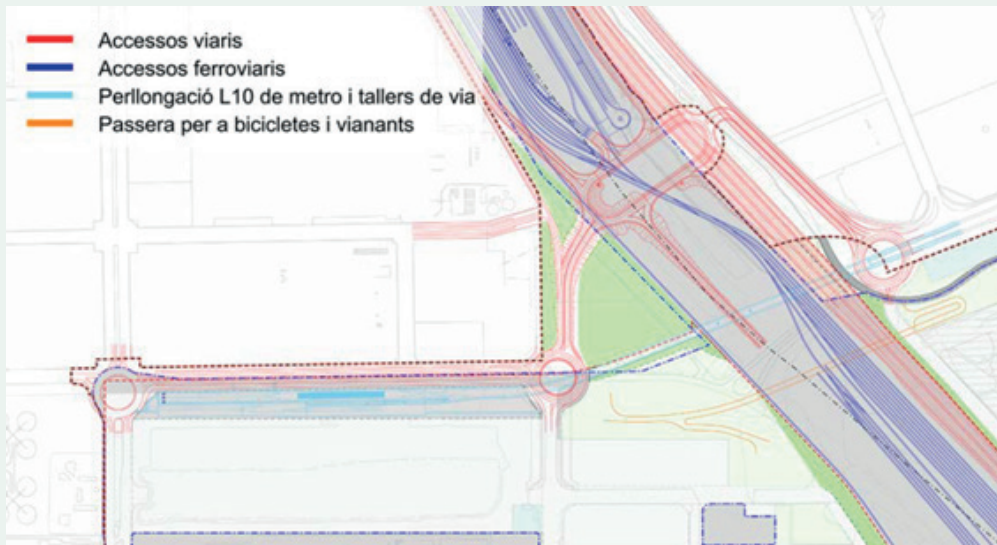 Accessos viaris
Accessos ferroviaris
Perllongació L10 de metro i tallers de via
Passera per a bicicletes i vianants